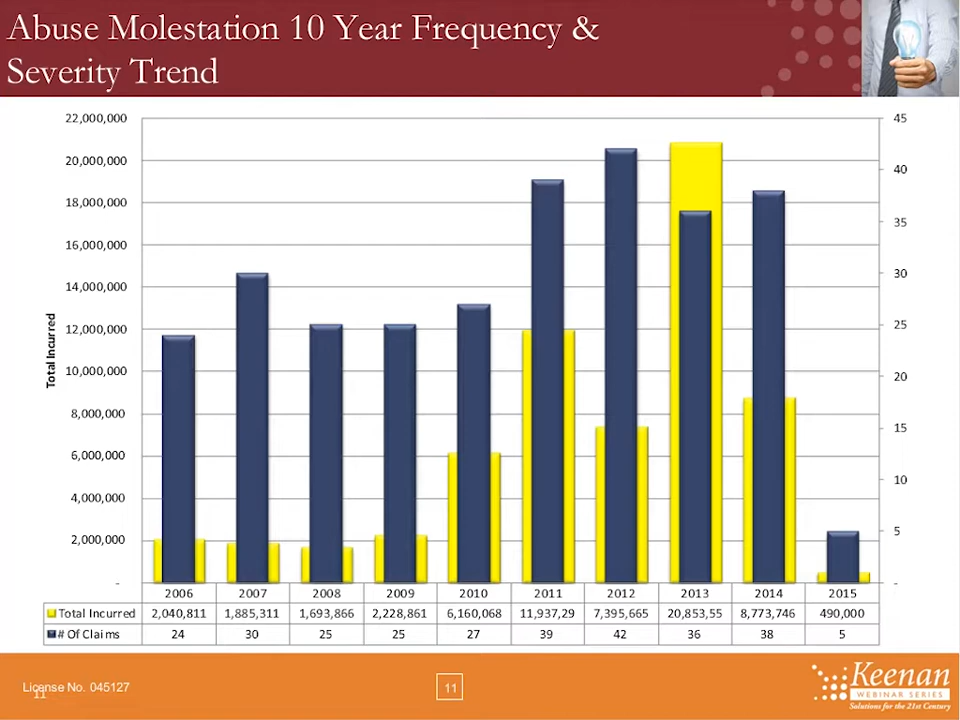 Abuse Molestation 10 Year Frequency &
Severity Trend
22,000,000
20,000,000
18,000,000
16,000,000
14,000,000
12,000,000
10,000,000
8,000,000
6,000,000
4,000,000
2,000,000
-
Total Incurred
45
40
35
30
25
20
15
10
5
-
2006 2007 2008 2009 2010 2011 2012 2013 2014 2015
Total Incurred 2,040,811 1,885,311 1,693,866 2,228,861 6,160,068 11,937,29 7,395,665 20,853,55 8,773,746 490,000
# Of Claims 24 30 25 25 27 39 42 36 38 5
License No. 045127
11
11
Keenan
WEBINAR SERIES
Solutions for the 21st Century